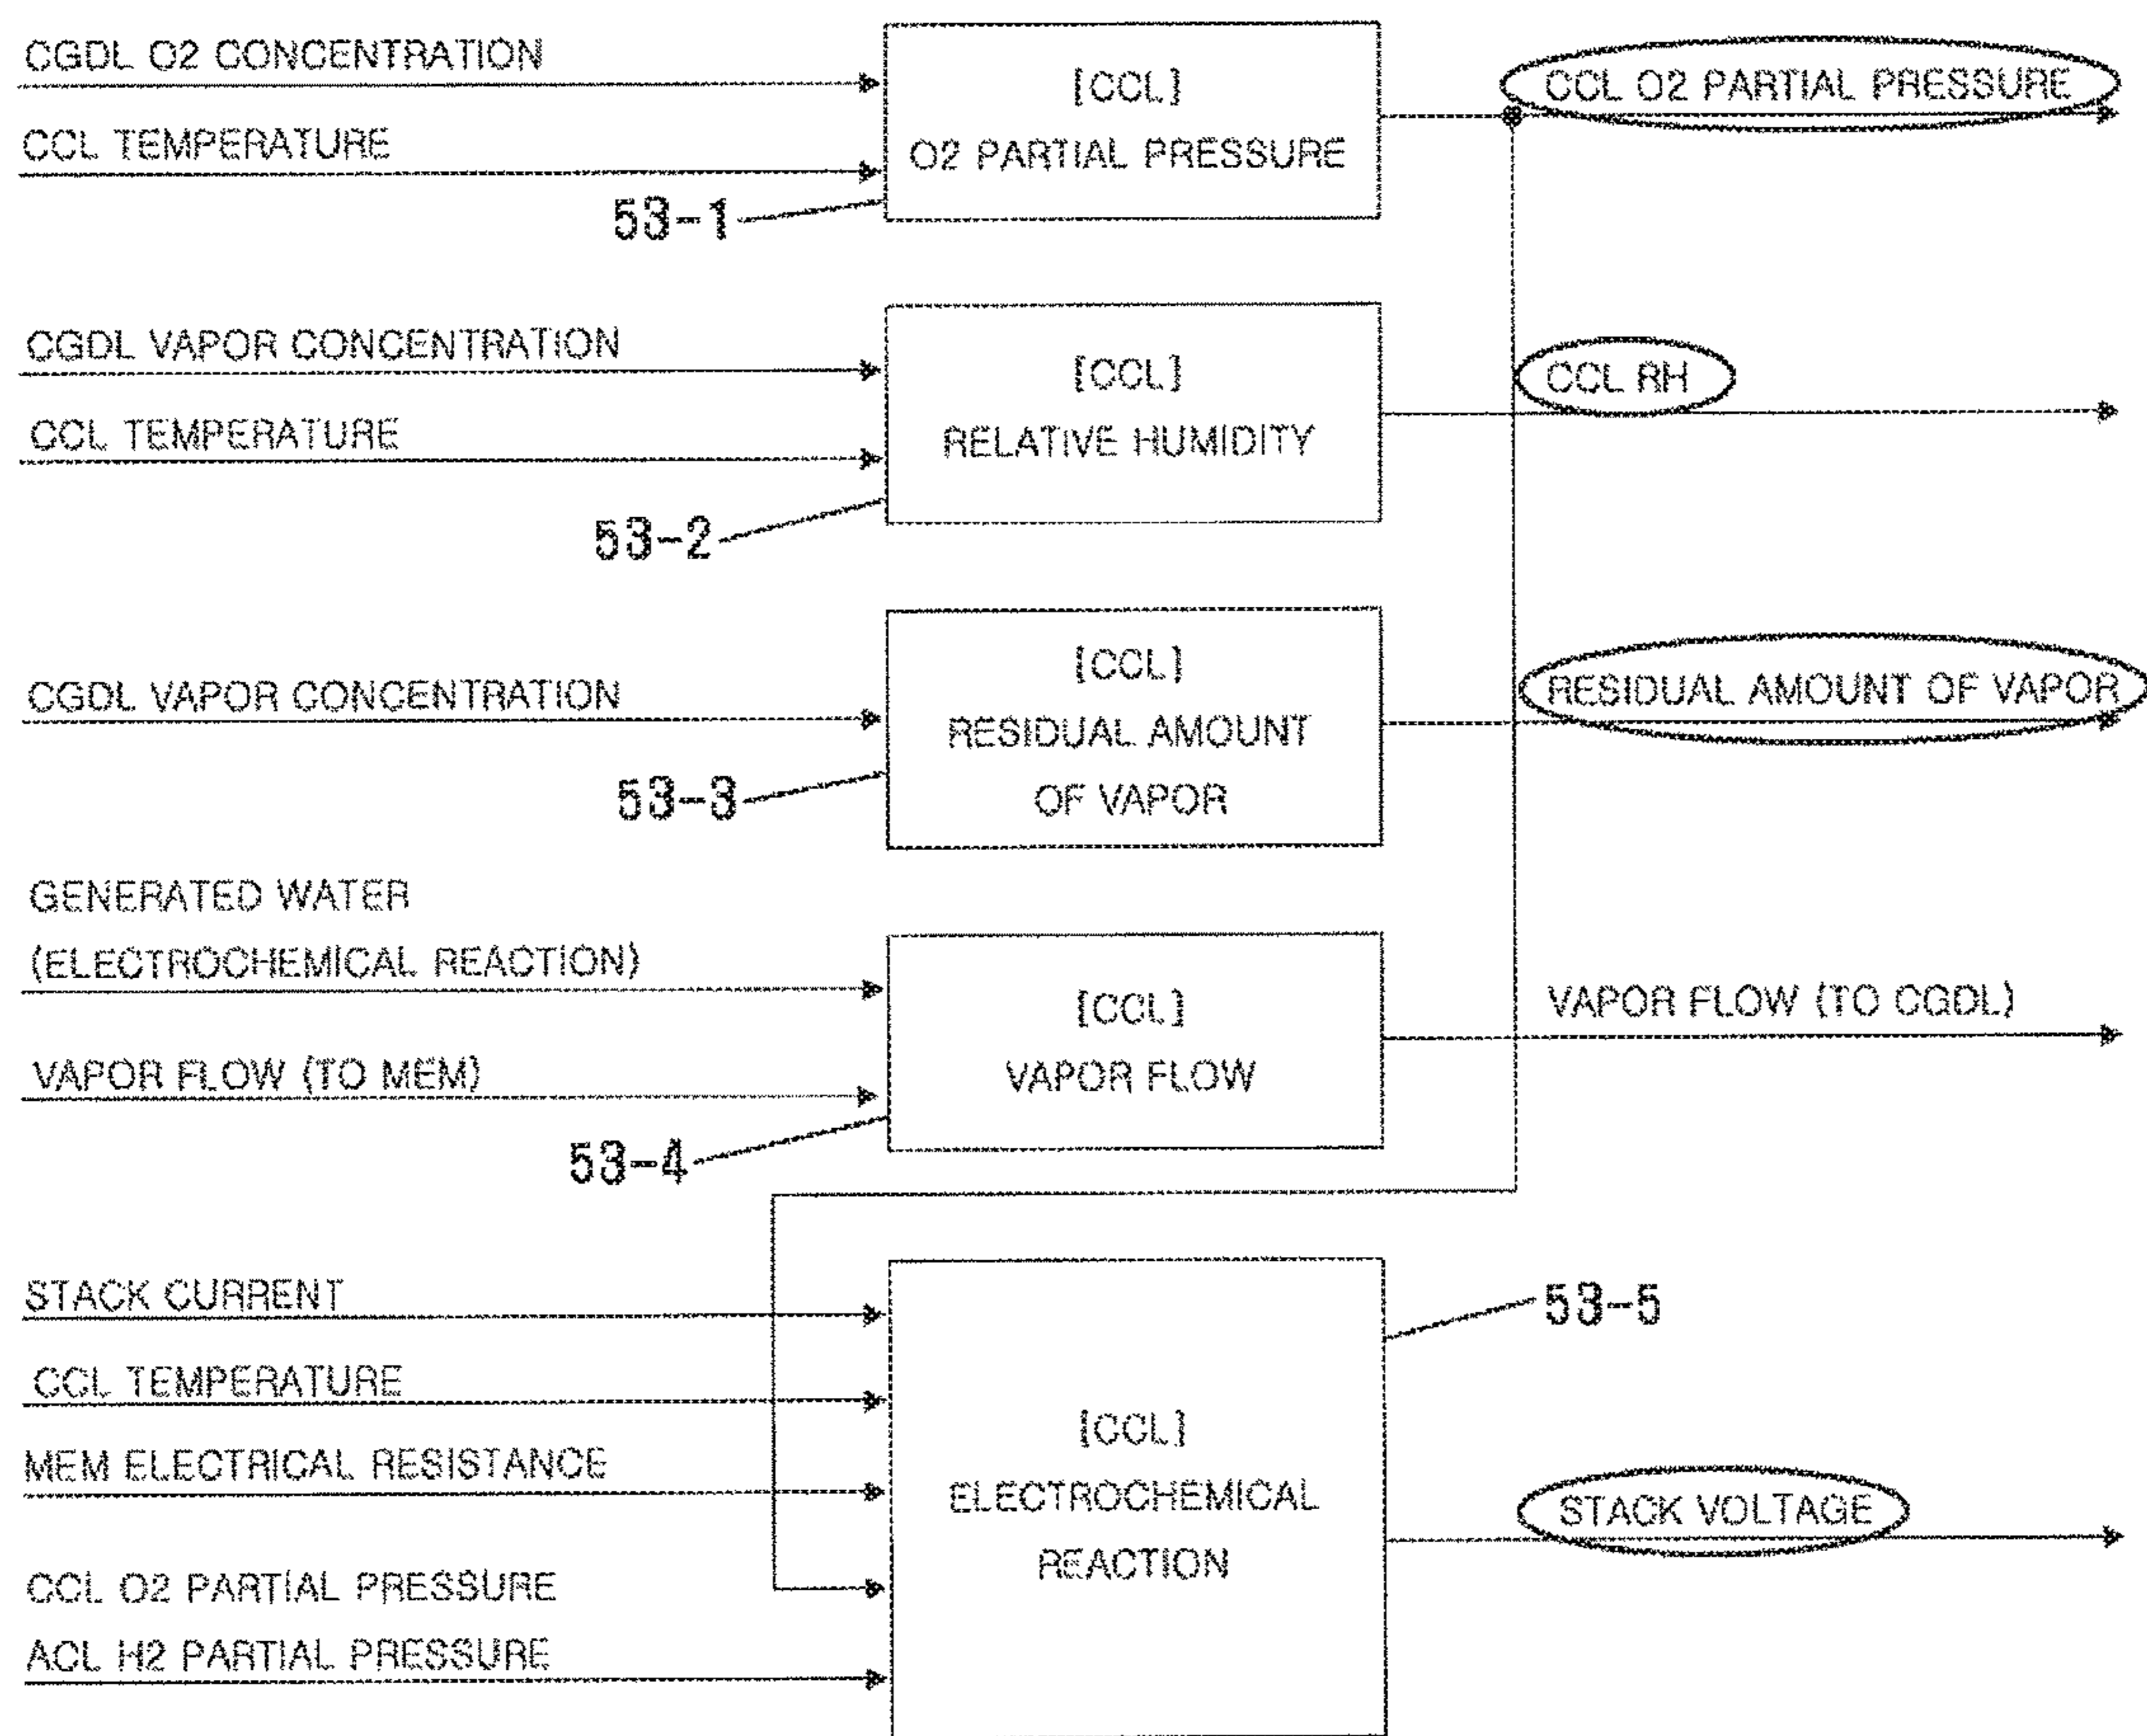 CGDL O2 CONCENTRATION
CCL TEMPERATURE
53-1
[CCL]
O2 PARTIAL PRESSURE
CCL O2 PARTIAL PRESSURE
CGDL VAPOR CONCENTRATION
CCL TEMPERATURE
53-2
[CCL]
RELATIVE HUMIDITY
CCL RH
CGDL VAPOR CONCENTRATION
53-3
[CCL]
RESIDUAL AMOUNT
OF VAPOR
RESIDUAL AMOUNT OF VAPOR
GENERATED WATER
(ELECTROCHEMICAL REACTION)
VAPOR FLOW (TO MEM)
53-4
[CCL]
VAPOR FLOW
VAPOR FLOW (TO CGDL)
STACK CURRENT
CCL TEMPERATURE
MEM ELECTRICAL RESISTANCE
CCL O2 PARTIAL PRESSURE
ACL H2 PARTIAL PRESSURE
[CCL]
ELECTROCHEMICAL
REACTION
53-5
STACK VOLTAGE